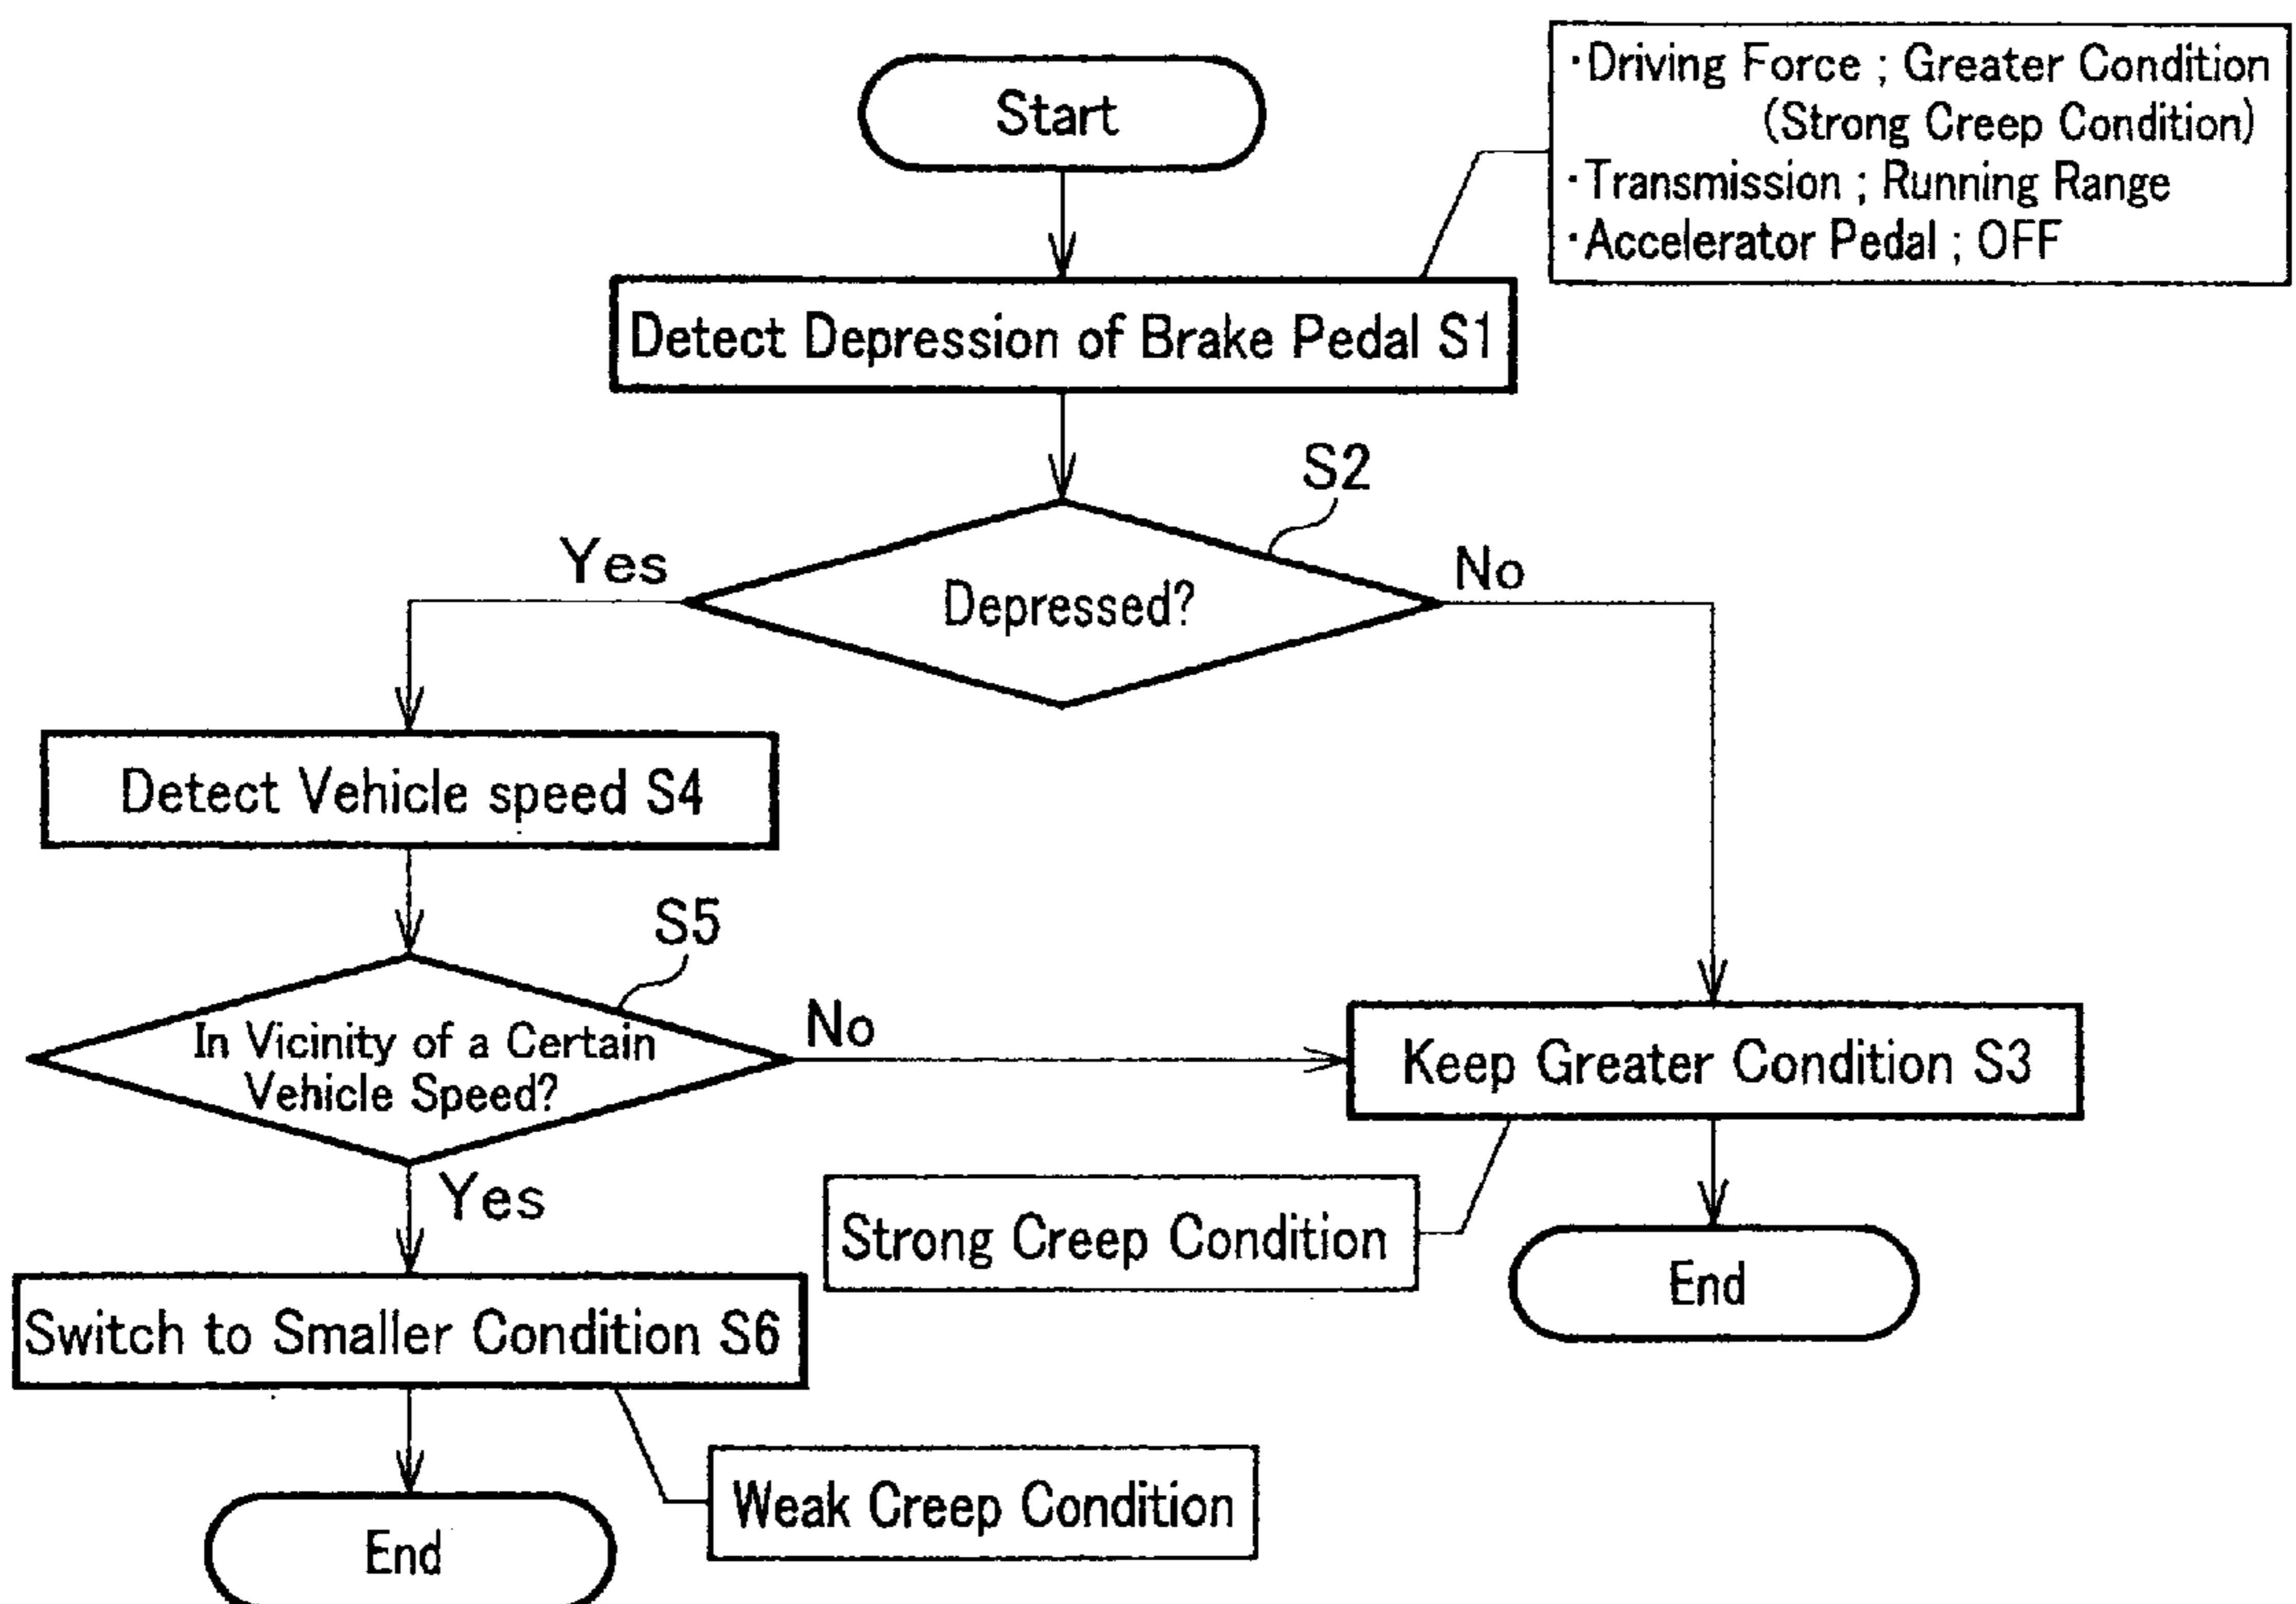 Start
·Driving Force ; Greater Condition
(Strong Creep Condition)
·Transmission ; Running Range
·Accelerator Pedal ; OFF
Detect Depression of Brake Pedal S1
S2
Yes
Depressed?
No
Detect Vehicle speed S4
S5
In Vicinity of a Certain
Vehicle Speed?
No
Keep Greater Condition S3
Yes
Strong Creep Condition
End
Switch to Smaller Condition S6
Weak Creep Condition
End